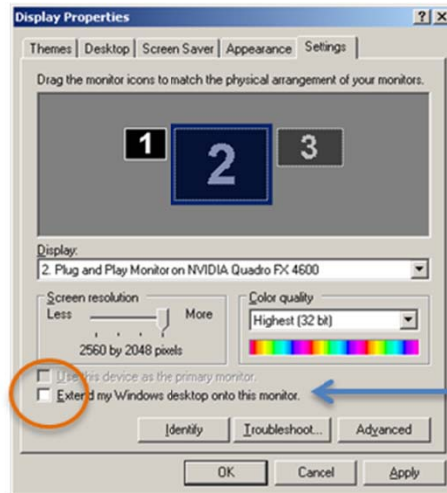 Display Properties
Themes Desktop Screen Saver Appearance Settings
Drag the monitor icons to match the physical arrangement of your monitors.
1 2 3
Display:
2. Plug and Play Monitor on NVIDIA Quadro FX 4600
Screen resolution Color quality
Less More Highest (32 bit)
2560 by 2048 pixels
Use this device as the primary monitor.
Extend my Windows desktop onto this monitor.
Identify Troubleshoot... Advanced
OK Cancel Apply